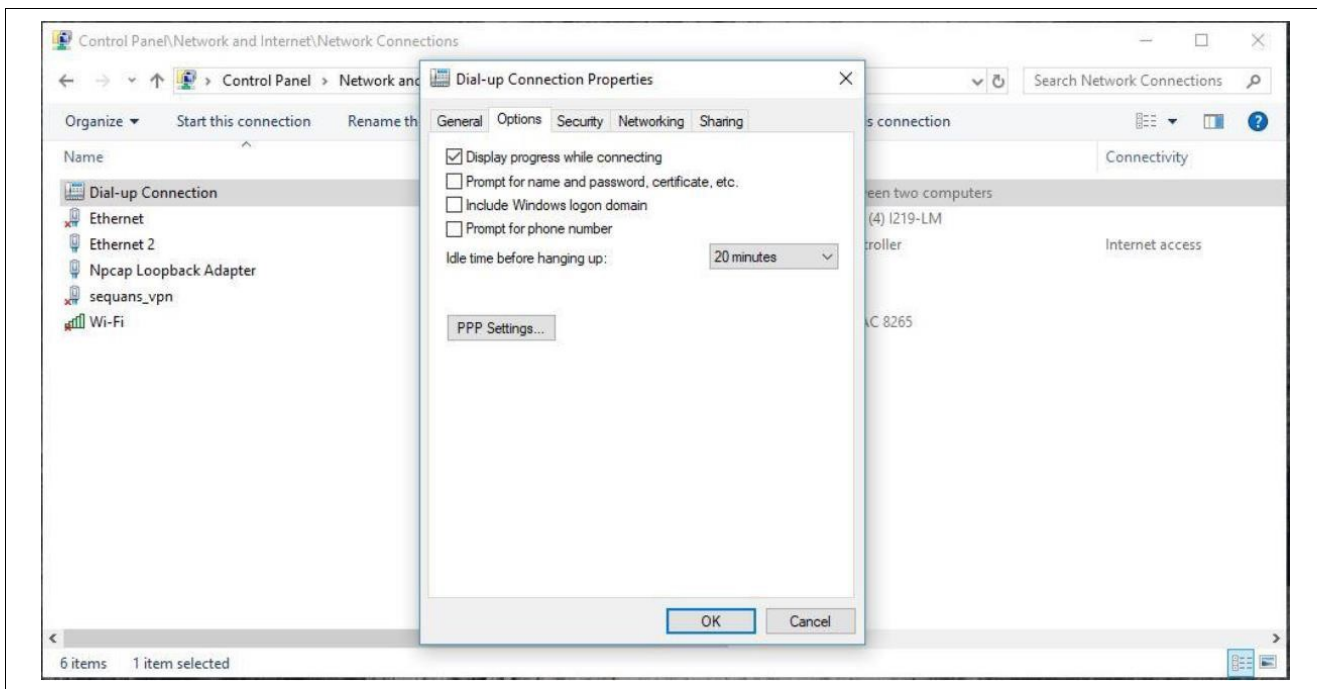 Control Panel\Network and Internet\Network Connections
Control Panel > Network and
Search Network Connections
Organize
Start this connection
Rename th
s connection
Name
Connectivity
Dial-up Connection
een two computers
Ethernet
(4) I219-LM
Ethernet 2
troller
Internet access
Npcap Loopback Adapter
sequans_vpn
Wi-Fi
AC 8265
Dial-up Connection Properties
General Options Security Networking Sharing
Display progress while connecting
Prompt for name and password, certificate, etc.
Include Windows logon domain
Prompt for phone number
Idle time before hanging up: 20 minutes
PPP Settings...
OK Cancel
6 items 1 item selected